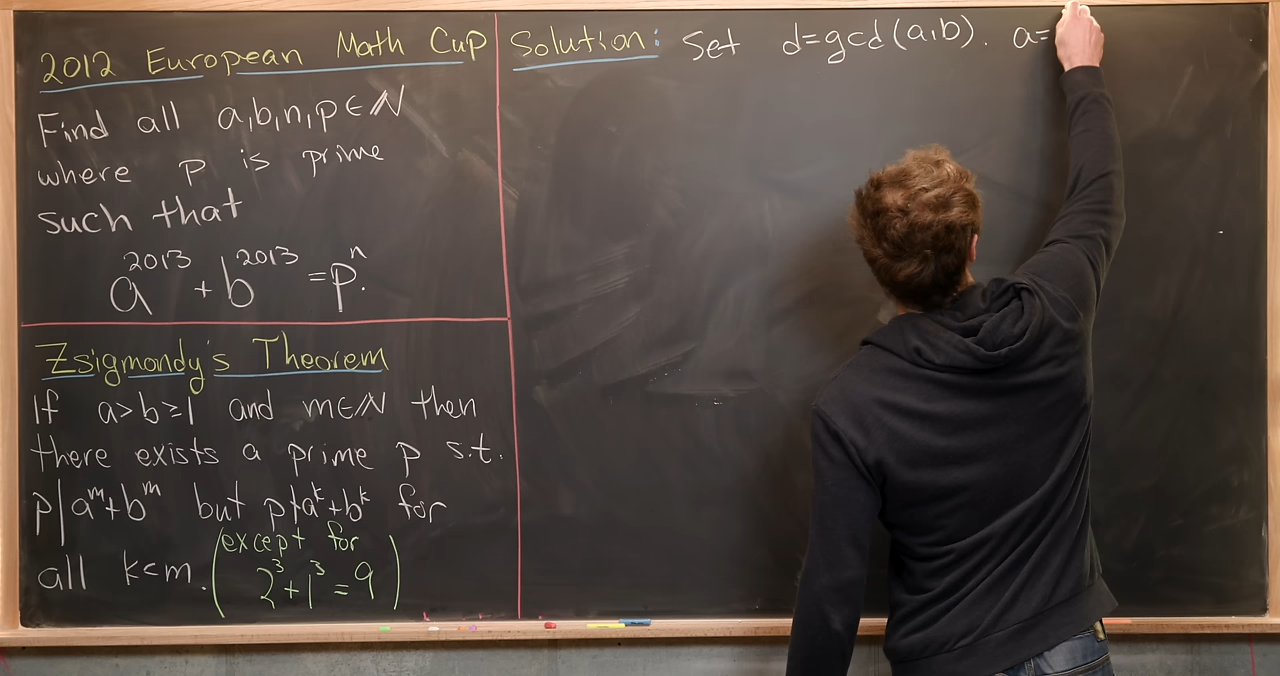 2012 European Math Cup
Find all a,b,n,p∈ℕ
where p is prime
such that
a^2013 + b^2013 = p^n.
Zsigmondy's Theorem
If a>b≥1 and m∈ℕ then
there exists a prime p s.t.
p|a^m+b^m but p∤a^k+b^k for
all k<m. (except for
2^3+1^3=9)
Solution: Set d=gcd(a,b). a=